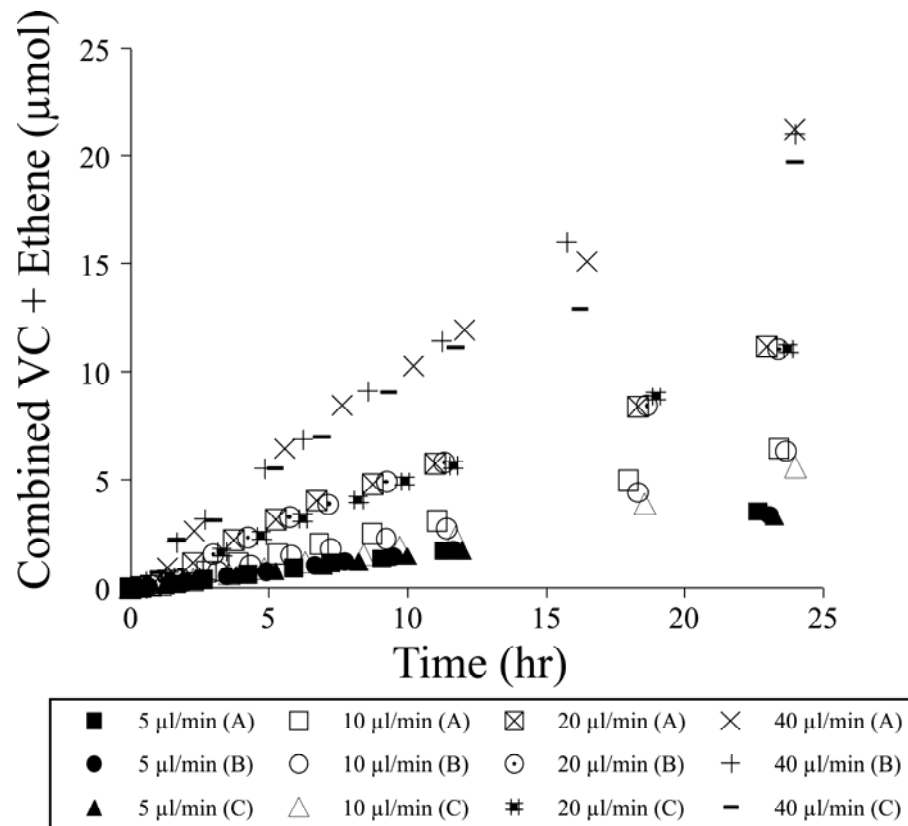 Combined VC + Ethene (µmol)
25
20
15
10
5
0
0 5 10 15 20 25
Time (hr)
5 µl/min (A) 10 µl/min (A) 20 µl/min (A) 40 µl/min (A)
5 µl/min (B) 10 µl/min (B) 20 µl/min (B) 40 µl/min (B)
5 µl/min (C) 10 µl/min (C) 20 µl/min (C) 40 µl/min (C)